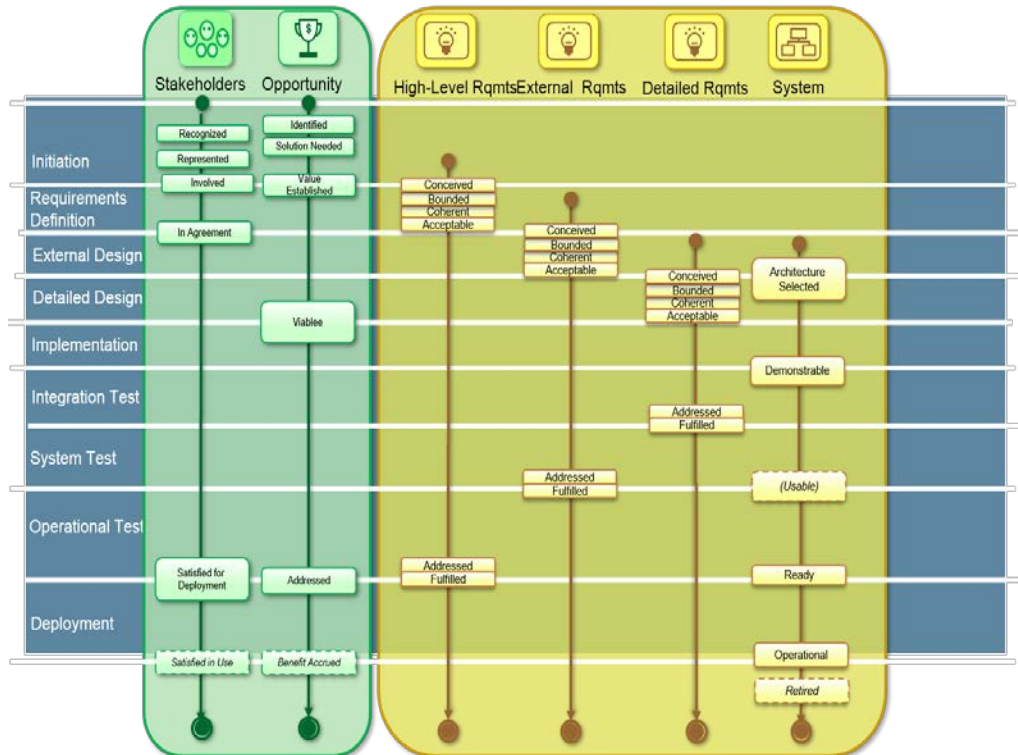 $
Stakeholders
Opportunity
High-Level Rqmts
External Rqmts
Detailed Rqmts
System
Initiation
Requirements
Definition
External Design
Detailed Design
Implementation
Integration Test
System Test
Operational Test
Deployment
Recognized
Represented
Involved
In Agreement
Satisfied for
Deployment
Satisfied in Use
Identified
Solution Needed
Value
Established
Viablee
Addressed
Benefit Accrued
Conceived
Bounded
Coherent
Acceptable
Addressed
Fulfilled
Conceived
Bounded
Coherent
Acceptable
Addressed
Fulfilled
Conceived
Bounded
Coherent
Acceptable
Addressed
Fulfilled
Architecture
Selected
Demonstrable
(Usable)
Ready
Operational
Retired